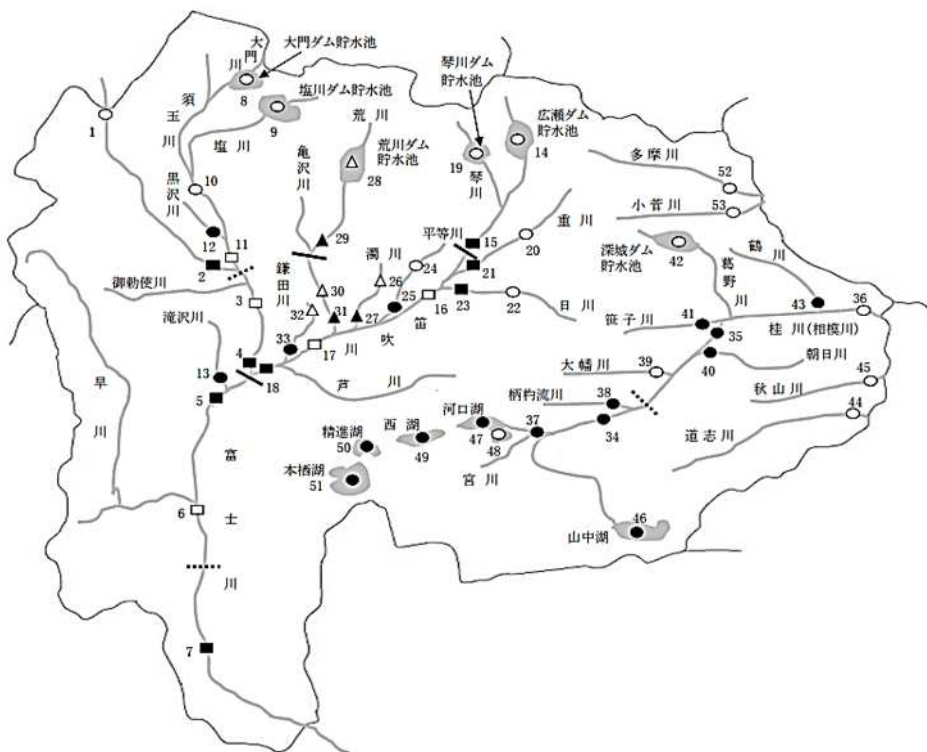 大門川
大門ダム貯水池
8
塩川ダム貯水池
9
須玉川
塩川
1
10
黒沢川
12
11
2
御勅使川
3
荒川
荒川ダム
貯水池
28
亀沢川
29
琴川ダム
貯水池
19
琴川
広瀬ダム
貯水池
14
多摩川
52
小菅川
53
深城ダム
貯水池
42
葛野川
鶴川
43
36
桂川(相模川)
笹子川
41
35
40
朝日川
大幡川
39
柄杓流川
38
34
37
秋山川
45
44
道志川
平等川
15
重川
20
21
濁川
26
24
25
鎌田川
30
32
31
27
33
17
16
23
22
日川
笛吹川
滝沢川
13
4
18
5
芦川
早川
富士川
6
7
精進湖
50
西湖
49
河口湖
47
48
本栖湖
51
宮川
山中湖
46